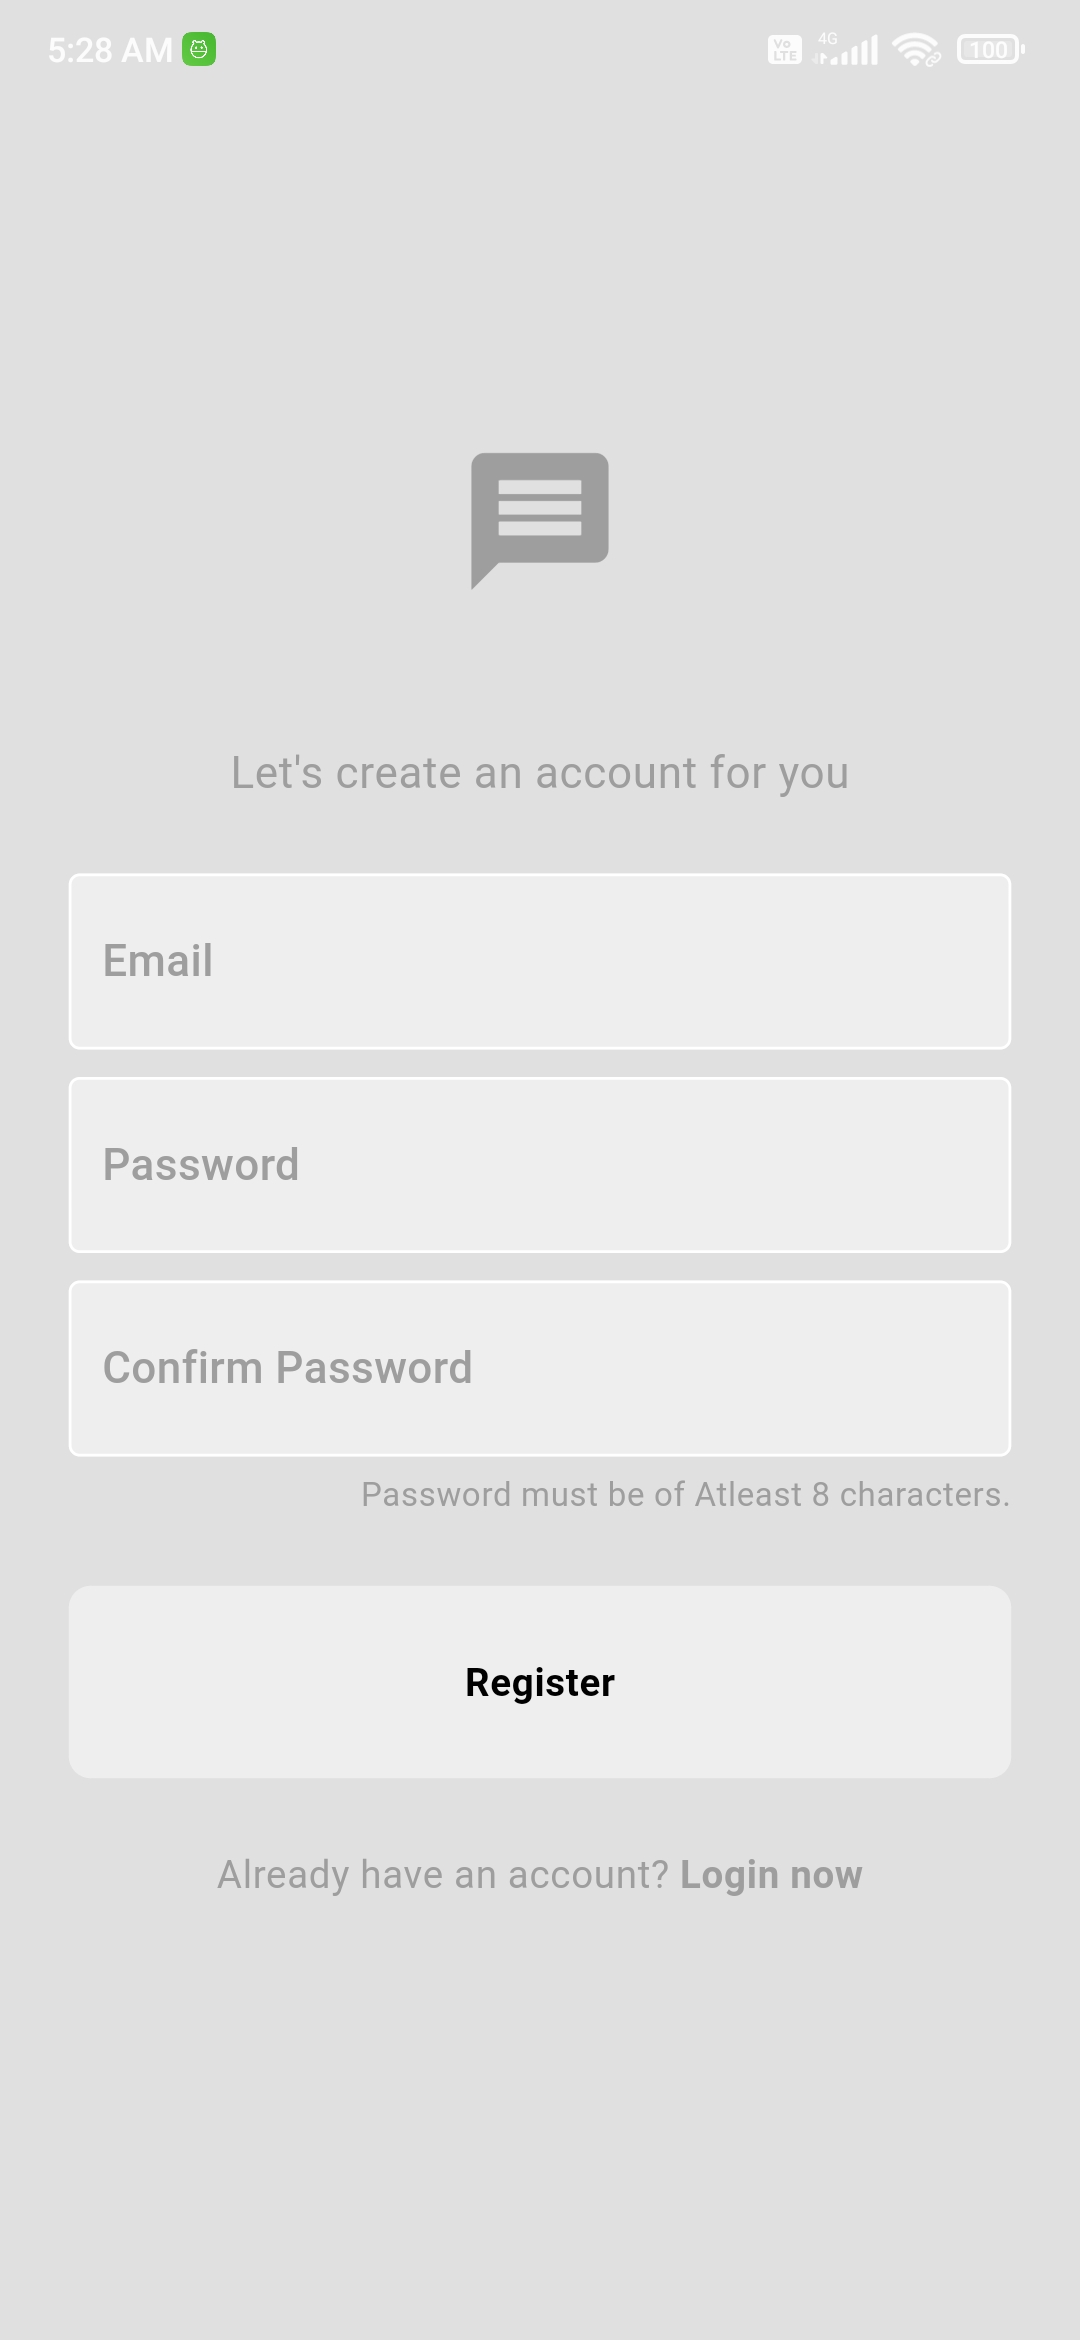 5:28 AM Vo LTE 4G 100
Let's create an account for you
Email
Password
Confirm Password
Password must be of Atleast 8 characters.
Register
Already have an account? Login now